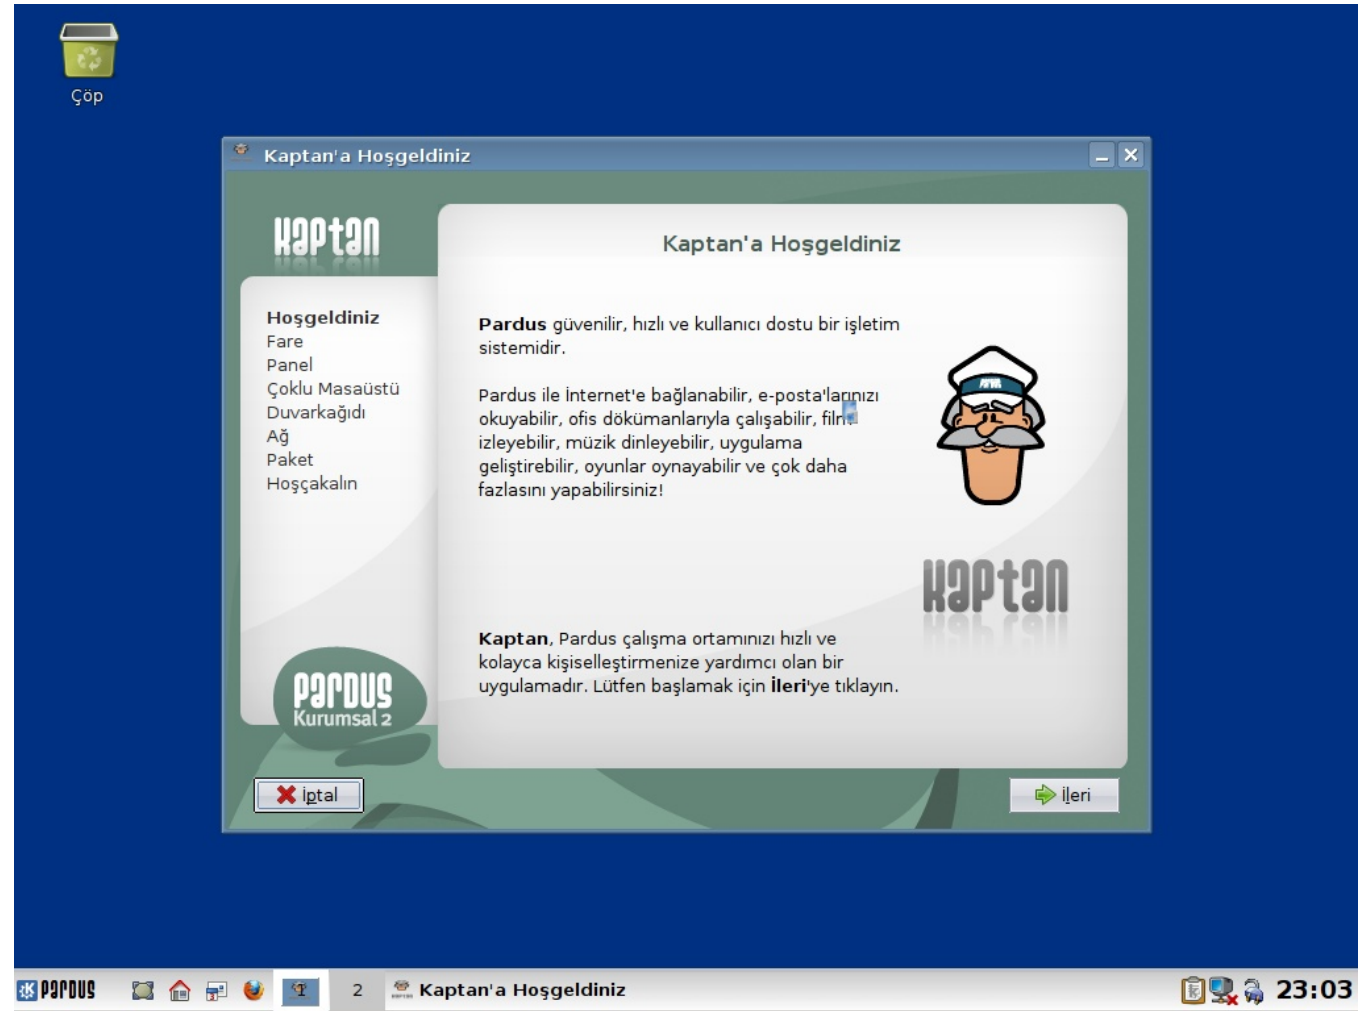 Çöp
Kaptan'a Hoşgeldiniz
kaptan
Kaptan'a Hoşgeldiniz
Hoşgeldiniz
Fare
Panel
Çoklu Masaüstü
Duvarkağıdı
Ağ
Paket
Hoşçakalın
Pardus güvenilir, hızlı ve kullanıcı dostu bir işletim
sistemidir.
Pardus ile İnternet'e bağlanabilir, e-posta'larınızı
okuyabilir, ofis dökümanlarıyla çalışabilir, film
izleyebilir, müzik dinleyebilir, uygulama
geliştirebilir, oyunlar oynayabilir ve çok daha
fazlasını yapabilirsiniz!
kaptan
Kaptan, Pardus çalışma ortamınızı hızlı ve
kolayca kişiselleştirmenize yardımcı olan bir
uygulamadır. Lütfen başlamak için İleri'ye tıklayın.
PARDUS
Kurumsal 2
İptal
İleri
PARDUS
2
Kaptan'a Hoşgeldiniz
23:03